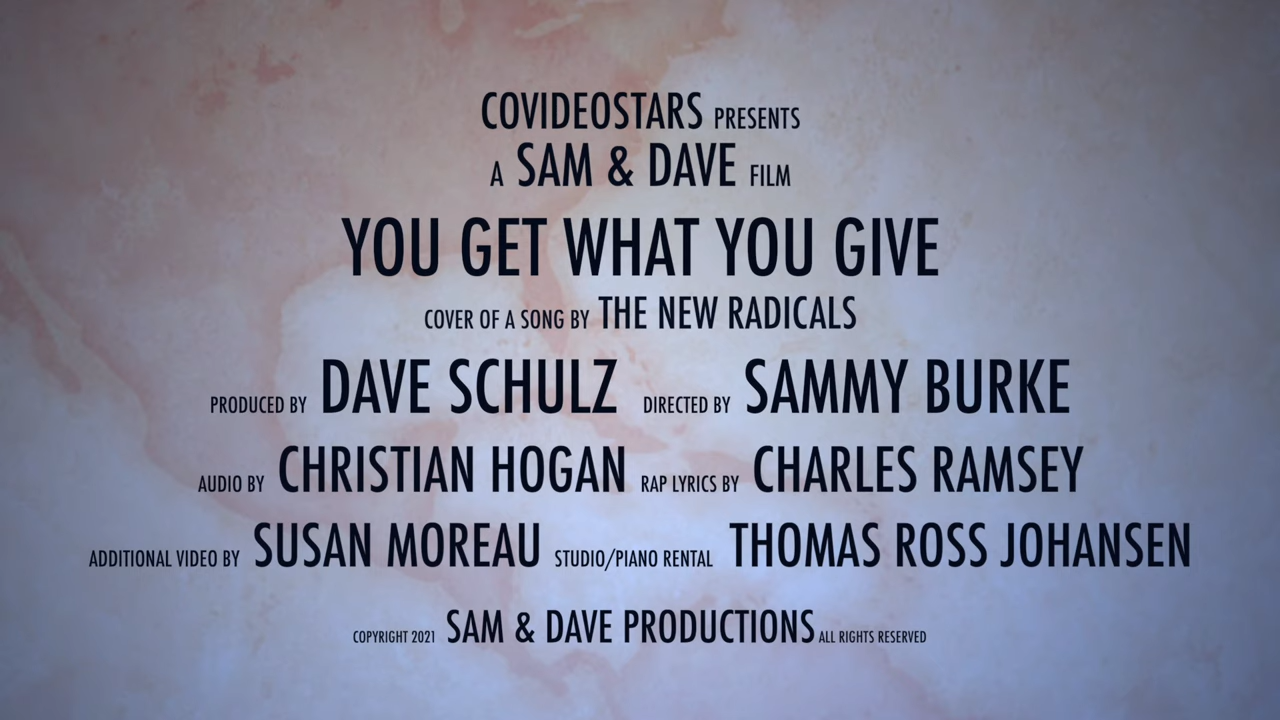 COVIDEOSTARS PRESENTS
A SAM & DAVE FILM
YOU GET WHAT YOU GIVE
COVER OF A SONG BY THE NEW RADICALS
PRODUCED BY DAVE SCHULZ DIRECTED BY SAMMY BURKE
AUDIO BY CHRISTIAN HOGAN RAP LYRICS BY CHARLES RAMSEY
ADDITIONAL VIDEO BY SUSAN MOREAU STUDIO/PIANO RENTAL THOMAS ROSS JOHANSEN
COPYRIGHT 2021 SAM & DAVE PRODUCTIONS ALL RIGHTS RESERVED